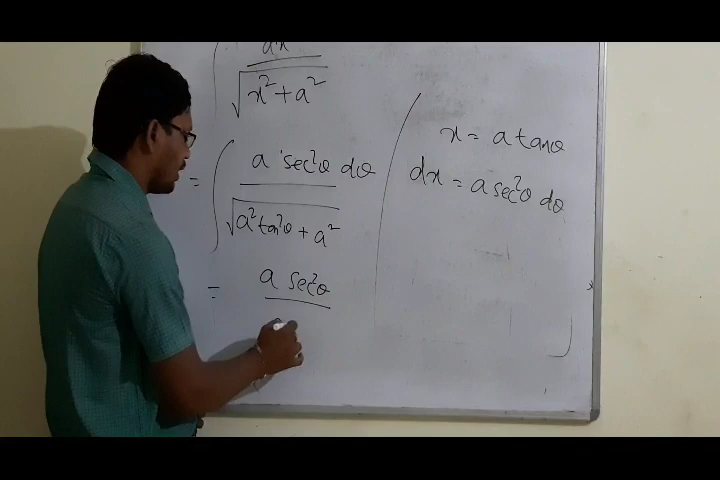 ∫ dx
√x²+a²
= ∫ a sec²θ dθ
√a²tan²θ + a²
= a sec²θ
x = a tanθ
dx = a sec²θ dθ